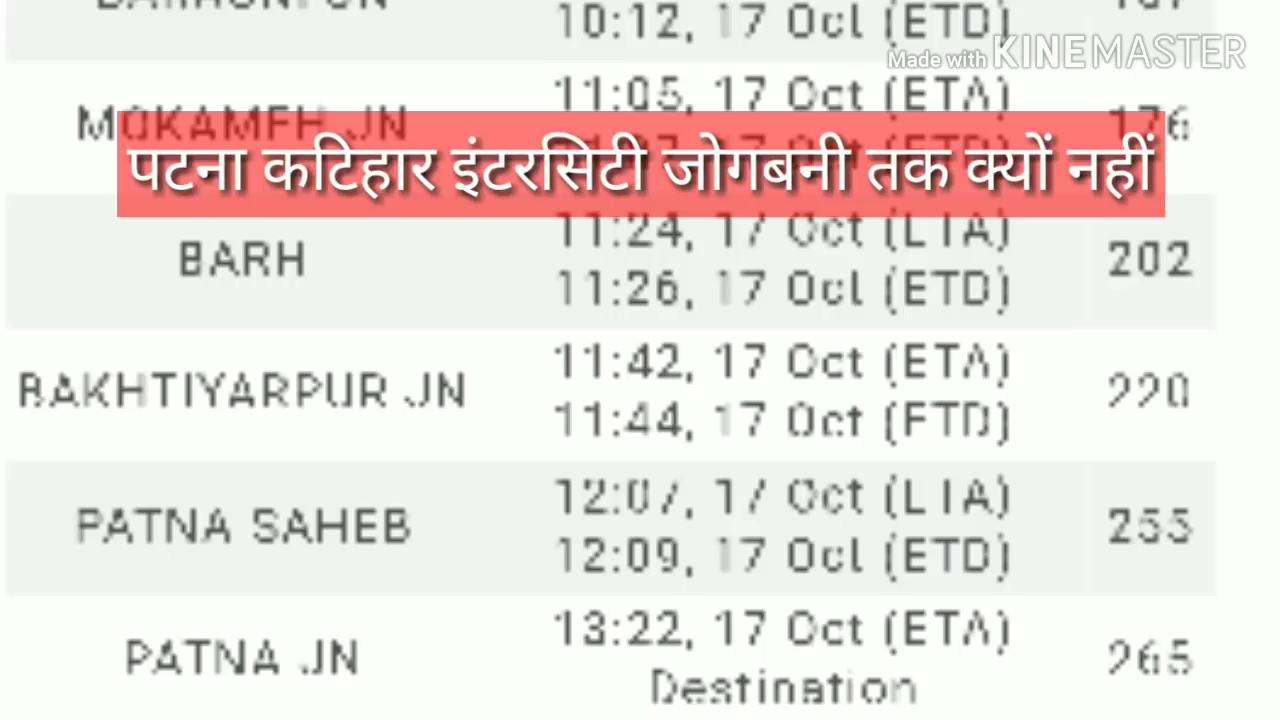 10:12, 17 Oct (ETD)
Made with KINEMASTER
MOKAMEH JN 11:05, 17 Oct (ETA) 176
पटना कटिहार इंटरसिटी जोगबनी तक क्यों नहीं
BARH 11:24, 17 Oct (ETA) 202
11:26, 17 Oct (ETD)
BAKHTIYARPUR JN 11:42, 17 Oct (ETA) 220
11:44, 17 Oct (ETD)
PATNA SAHEB 12:07, 17 Oct (ETA) 255
12:09, 17 Oct (ETD)
PATNA JN 13:22, 17 Oct (ETA) 265
Destination